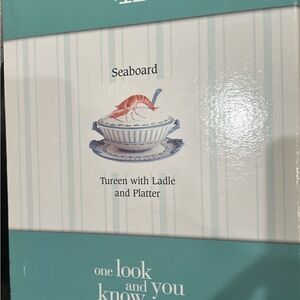 Seaboard
Tureen with Ladle
and Platter
one look
and you
know